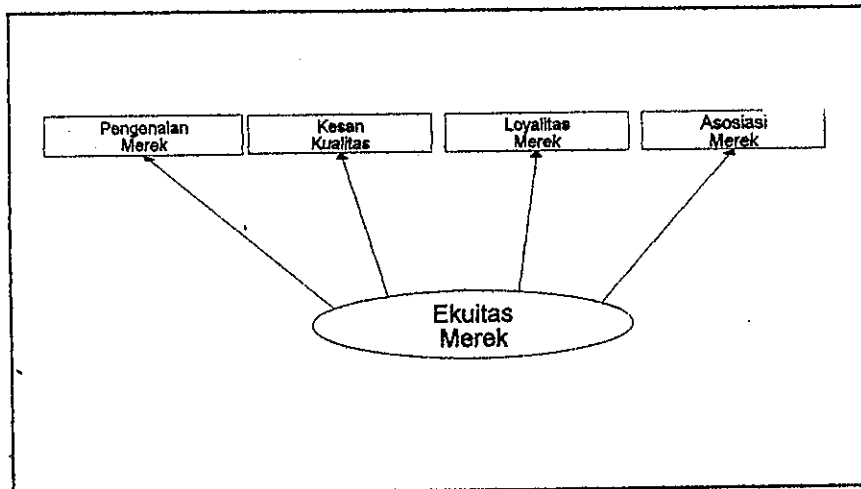 Pengenalan
Merek
Kesan
Kualitas
Loyalitas
Merek
Asosiasi
Merek
Ekuitas
Merek